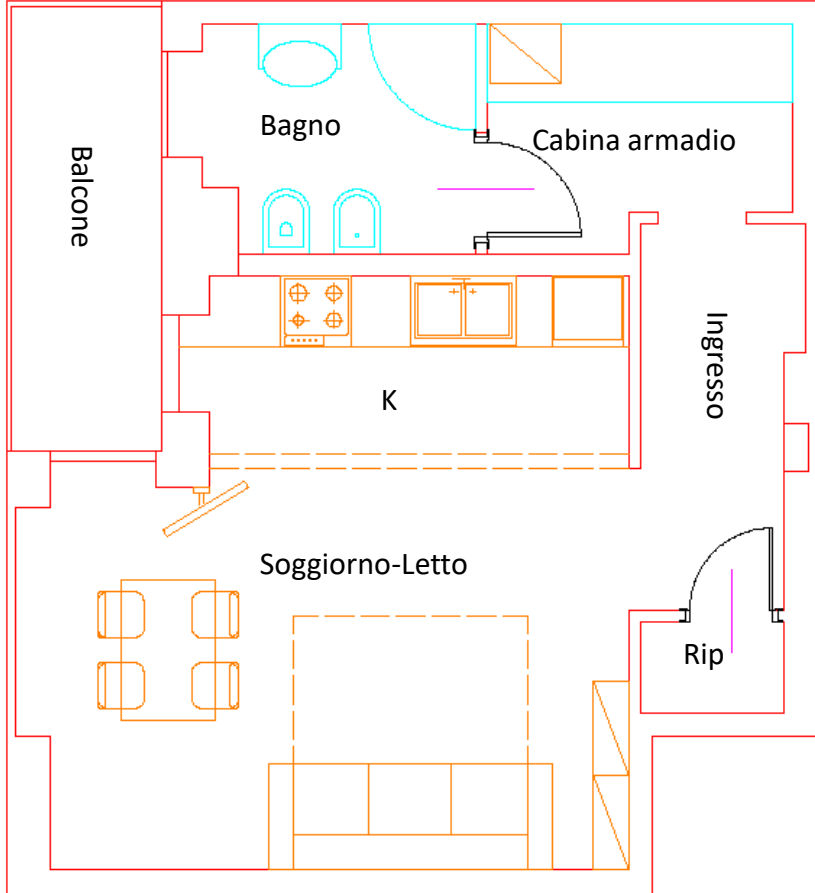 Bagno
Cabina armadio
Balcone
Ingresso
K
Soggiorno-Letto
Rip